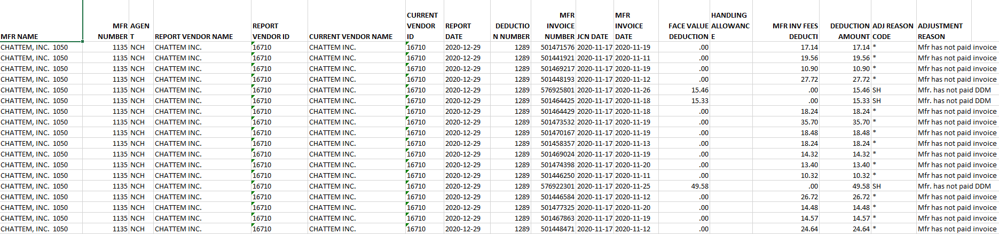 MFR NAME MFR NUMBER AGENT REPORT VENDOR NAME REPORT VENDOR ID CURRENT VENDOR NAME CURRENT VENDOR ID REPORT DATE DEDUCTION NUMBER MFR INVOICE NUMBER JCN DATE MFR INVOICE DATE FACE VALUE DEDUCTION HANDLING ALLOWANCE MFR INV FEES DEDUCTI DEDUCTION AMOUNT ADJ REASON CODE ADJUSTMENT REASON
CHATTEM, INC. 1050 1135 NCH CHATTEM INC. 16710 CHATTEM INC. 16710 2020-12-29 1289 501471576 2020-11-17 2020-11-19 .00 17.14 17.14 * Mfr has not paid invoice
CHATTEM, INC. 1050 1135 NCH CHATTEM INC. 16710 CHATTEM INC. 16710 2020-12-29 1289 501441921 2020-11-17 2020-11-11 .00 19.56 19.56 * Mfr has not paid invoice
CHATTEM, INC. 1050 1135 NCH CHATTEM INC. 16710 CHATTEM INC. 16710 2020-12-29 1289 501469217 2020-11-17 2020-11-19 .00 10.90 10.90 * Mfr has not paid invoice
CHATTEM, INC. 1050 1135 NCH CHATTEM INC. 16710 CHATTEM INC. 16710 2020-12-29 1289 501448193 2020-11-17 2020-11-12 .00 27.72 27.72 * Mfr has not paid invoice
CHATTEM, INC. 1050 1135 NCH CHATTEM INC. 16710 CHATTEM INC. 16710 2020-12-29 1289 576925801 2020-11-17 2020-11-26 15.46 .00 15.46 SH Mfr. has not paid DDM
CHATTEM, INC. 1050 1135 NCH CHATTEM INC. 16710 CHATTEM INC. 16710 2020-12-29 1289 501464425 2020-11-17 2020-11-18 15.33 .00 15.33 SH Mfr. has not paid DDM
CHATTEM, INC. 1050 1135 NCH CHATTEM INC. 16710 CHATTEM INC. 16710 2020-12-29 1289 501464429 2020-11-17 2020-11-18 .00 18.24 18.24 * Mfr has not paid invoice
CHATTEM, INC. 1050 1135 NCH CHATTEM INC. 16710 CHATTEM INC. 16710 2020-12-29 1289 501473532 2020-11-17 2020-11-19 .00 35.70 35.70 * Mfr has not paid invoice
CHATTEM, INC. 1050 1135 NCH CHATTEM INC. 16710 CHATTEM INC. 16710 2020-12-29 1289 501470167 2020-11-17 2020-11-19 .00 18.48 18.48 * Mfr has not paid invoice
CHATTEM, INC. 1050 1135 NCH CHATTEM INC. 16710 CHATTEM INC. 16710 2020-12-29 1289 501458357 2020-11-17 2020-11-13 .00 18.24 18.24 * Mfr has not paid invoice
CHATTEM, INC. 1050 1135 NCH CHATTEM INC. 16710 CHATTEM INC. 16710 2020-12-29 1289 501469024 2020-11-17 2020-11-19 .00 14.32 14.32 * Mfr has not paid invoice
CHATTEM, INC. 1050 1135 NCH CHATTEM INC. 16710 CHATTEM INC. 16710 2020-12-29 1289 501474398 2020-11-17 2020-11-20 .00 13.40 13.40 * Mfr has not paid invoice
CHATTEM, INC. 1050 1135 NCH CHATTEM INC. 16710 CHATTEM INC. 16710 2020-12-29 1289 501446250 2020-11-17 2020-11-11 .00 10.32 10.32 * Mfr has not paid invoice
CHATTEM, INC. 1050 1135 NCH CHATTEM INC. 16710 CHATTEM INC. 16710 2020-12-29 1289 576922301 2020-11-17 2020-11-25 49.58 .00 49.58 SH Mfr. has not paid DDM
CHATTEM, INC. 1050 1135 NCH CHATTEM INC. 16710 CHATTEM INC. 16710 2020-12-29 1289 501446584 2020-11-17 2020-11-12 .00 26.72 26.72 * Mfr has not paid invoice
CHATTEM, INC. 1050 1135 NCH CHATTEM INC. 16710 CHATTEM INC. 16710 2020-12-29 1289 501477325 2020-11-17 2020-11-20 .00 14.48 14.48 * Mfr has not paid invoice
CHATTEM, INC. 1050 1135 NCH CHATTEM INC. 16710 CHATTEM INC. 16710 2020-12-29 1289 501467863 2020-11-17 2020-11-19 .00 14.57 14.57 * Mfr has not paid invoice
CHATTEM, INC. 1050 1135 NCH CHATTEM INC. 16710 CHATTEM INC. 16710 2020-12-29 1289 501448471 2020-11-17 2020-11-12 .00 24.64 24.64 * Mfr has not paid invoice